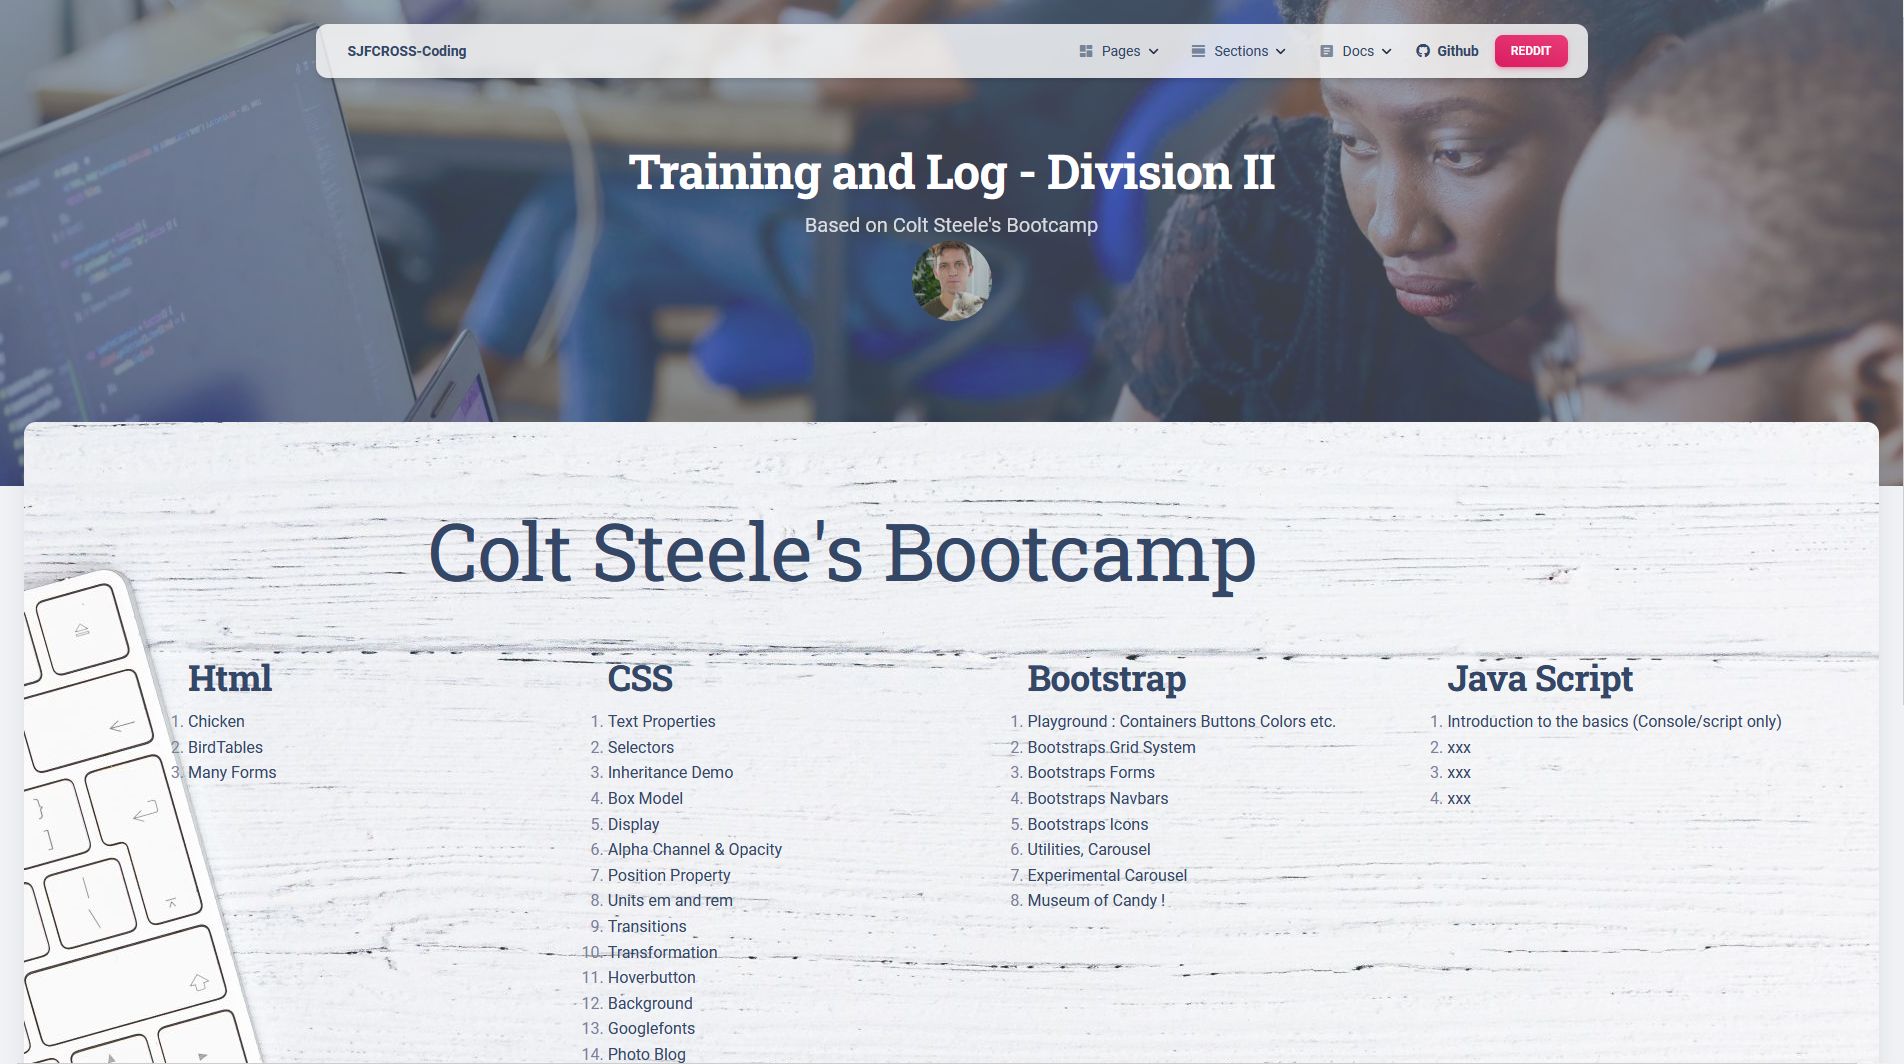 SJFCROSS-Coding
Pages
Sections
Docs
Github
REDDIT
Training and Log - Division II
Based on Colt Steele's Bootcamp
Colt Steele's Bootcamp
Html
1. Chicken
2. BirdTables
3. Many Forms
CSS
1. Text Properties
2. Selectors
3. Inheritance Demo
4. Box Model
5. Display
6. Alpha Channel & Opacity
7. Position Property
8. Units em and rem
9. Transitions
10. Transformation
11. Hoverbutton
12. Background
13. Googlefonts
14. Photo Blog
Bootstrap
1. Playground : Containers Buttons Colors etc.
2. Bootstraps Grid System
3. Bootstraps Forms
4. Bootstraps Navbars
5. Bootstraps Icons
6. Utilities, Carousel
7. Experimental Carousel
8. Museum of Candy !
Java Script
1. Introduction to the basics (Console/script only)
2. xxx
3. xxx
4. xxx
}
]
|
\